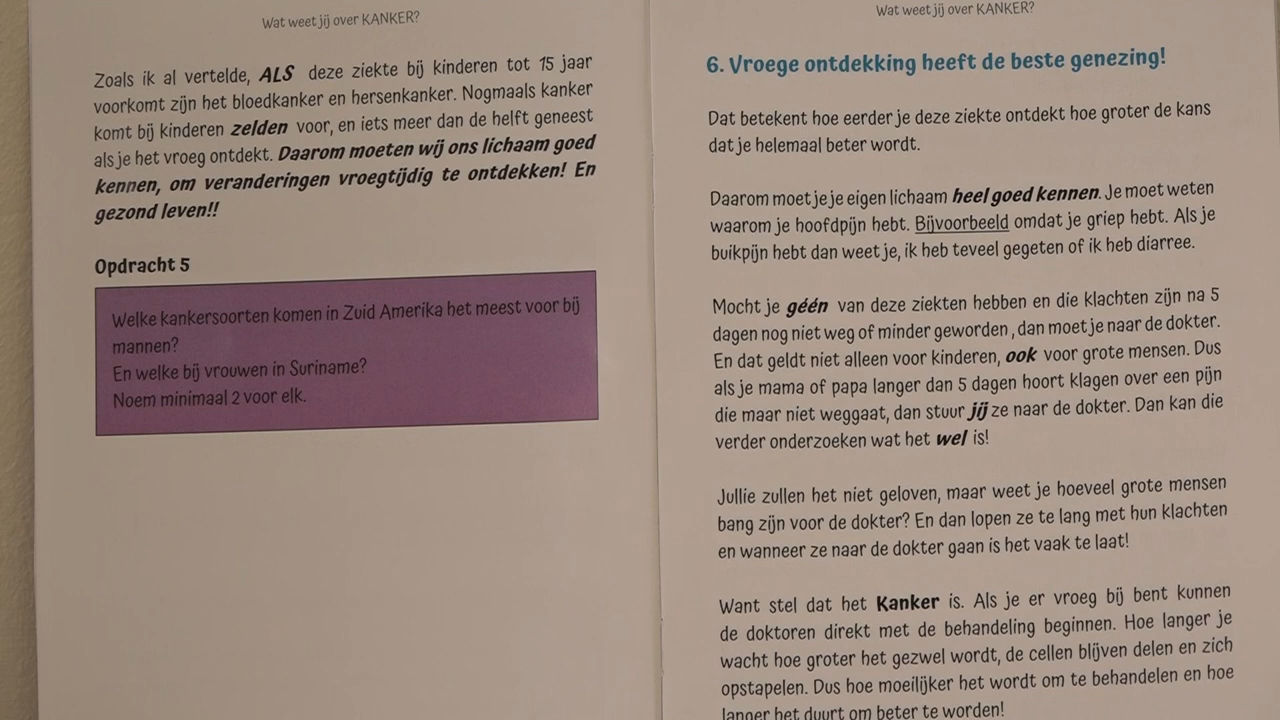 Wat weet jij over KANKER?
Zoals ik al vertelde, ALS deze ziekte bij kinderen tot 15 jaar
voorkomt zijn het bloedkanker en hersenkanker. Nogmaals kanker
komt bij kinderen zelden voor, en iets meer dan de helft geneest
als je het vroeg ontdekt. Daarom moeten wij ons lichaam goed
kennen, om veranderingen vroegtijdig te ontdekken! En
gezond leven!!
Opdracht 5
Welke kankersoorten komen in Zuid Amerika het meest voor bij
mannen?
En welke bij vrouwen in Suriname?
Noem minimaal 2 voor elk.
Wat weet jij over KANKER?
6. Vroege ontdekking heeft de beste genezing!
Dat betekent hoe eerder je deze ziekte ontdekt hoe groter de kans
dat je helemaal beter wordt.
Daarom moet je je eigen lichaam heel goed kennen. Je moet weten
waarom je hoofdpijn hebt. Bijvoorbeeld omdat je griep hebt. Als je
buikpijn hebt dan weet je, ik heb teveel gegeten of ik heb diarree.
Mocht je géén van deze ziekten hebben en die klachten zijn na 5
dagen nog niet weg of minder geworden, dan moet je naar de dokter.
En dat geldt niet alleen voor kinderen, ook voor grote mensen. Dus
als je mama of papa langer dan 5 dagen hoort klagen over een pijn
die maar niet weggaat, dan stuur jij ze naar de dokter. Dan kan die
verder onderzoeken wat het wel is!
Jullie zullen het niet geloven, maar weet je hoeveel grote mensen
bang zijn voor de dokter? En dan lopen ze te lang met hun klachten
en wanneer ze naar de dokter gaan is het vaak te laat!
Want stel dat het Kanker is. Als je er vroeg bij bent kunnen
de doktoren direkt met de behandeling beginnen. Hoe langer je
wacht hoe groter het gezwel wordt, de cellen blijven delen en zich
opstapelen. Dus hoe moeilijker het wordt om te behandelen en hoe
langer het duurt om beter te worden!